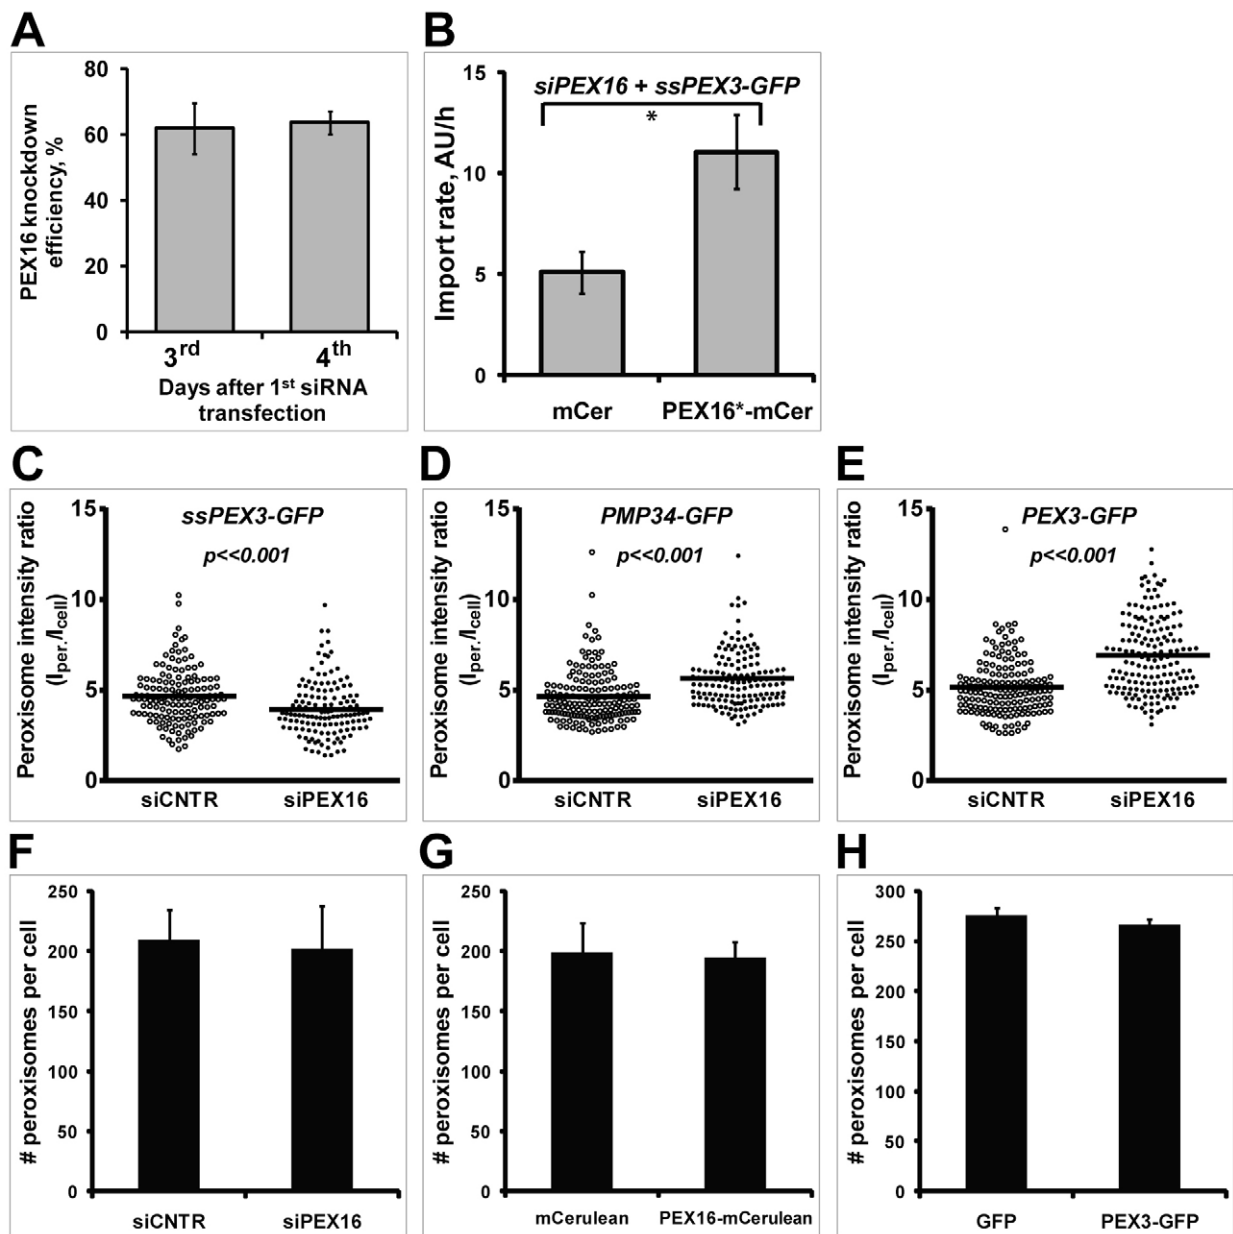 A
PEX16 knockdown
efficiency, %
80
60
40
20
0
3rd
4th
Days after 1st siRNA
transfection
B
Import rate, AU/h
15
10
5
0
siPEX16 + ssPEX3-GFP
*
mCer
PEX16*-mCer
C
Peroxisome intensity ratio
(Iper./Icell)
15
10
5
0
ssPEX3-GFP
p<<0.001
siCNTR
siPEX16
D
Peroxisome intensity ratio
(Iper./Icell)
15
10
5
0
PMP34-GFP
p<<0.001
siCNTR
siPEX16
E
Peroxisome intensity ratio
(Iper./Icell)
15
10
5
0
PEX3-GFP
p<<0.001
siCNTR
siPEX16
F
# peroxisomes per cell
250
200
150
100
50
0
siCNTR
siPEX16
G
# peroxisomes per cell
250
200
150
100
50
0
mCerulean
PEX16-mCerulean
H
# peroxisomes per cell
300
250
200
150
100
50
0
GFP
PEX3-GFP